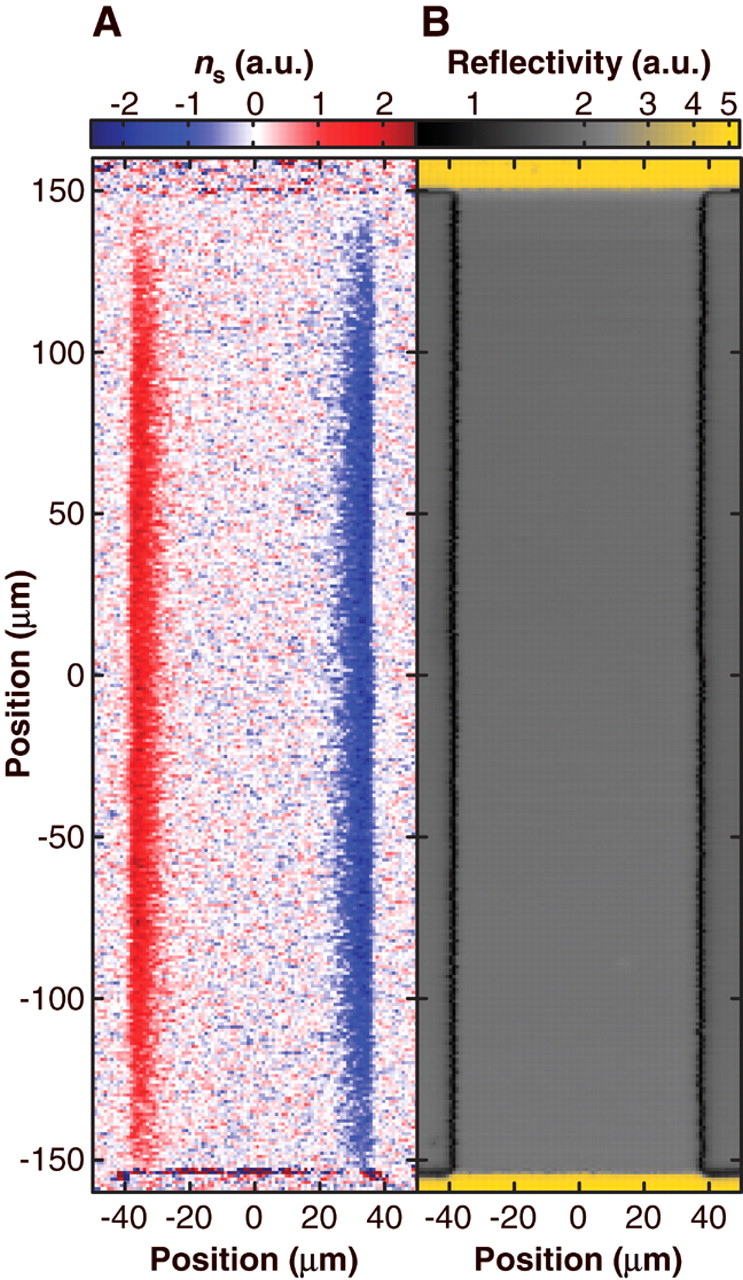 A
B
n_s (a.u.)
Reflectivity (a.u.)
-2 -1 0 1 2
1 2 3 4 5
150
100
50
0
-50
-100
-150
Position (μm)
-40 -20 0 20 40
-40 -20 0 20 40
Position (μm)
Position (μm)